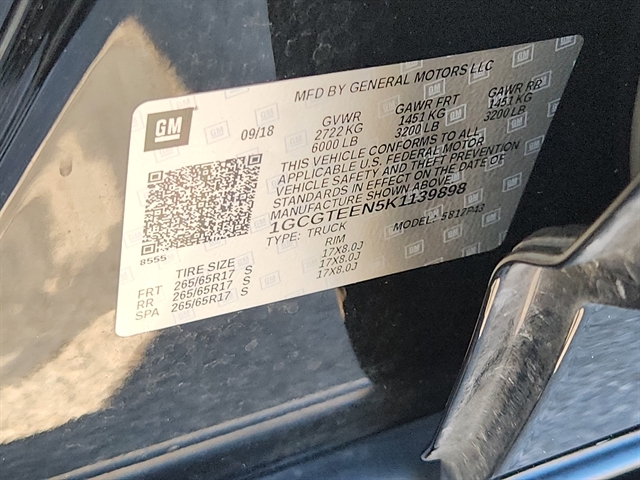 MFD BY GENERAL MOTORS LLC
GM
09/18
GVWR GAWR FRT GAWR RR
2722 KG 1451 KG 1451 KG
6000 LB 3200 LB 3200 LB
THIS VEHICLE CONFORMS TO ALL
APPLICABLE U.S. FEDERAL MOTOR
VEHICLE SAFETY AND THEFT PREVENTION
STANDARDS IN EFFECT ON THE DATE OF
MANUFACTURE SHOWN ABOVE.
1GCGTEEN5K1139898
TYPE: TRUCK MODEL:
8555
TIRE SIZE RIM
FRT 265/65R17 S 17X8.0J
RR 265/65R17 S 17X8.0J
SPA 265/65R17 S 17X8.0J